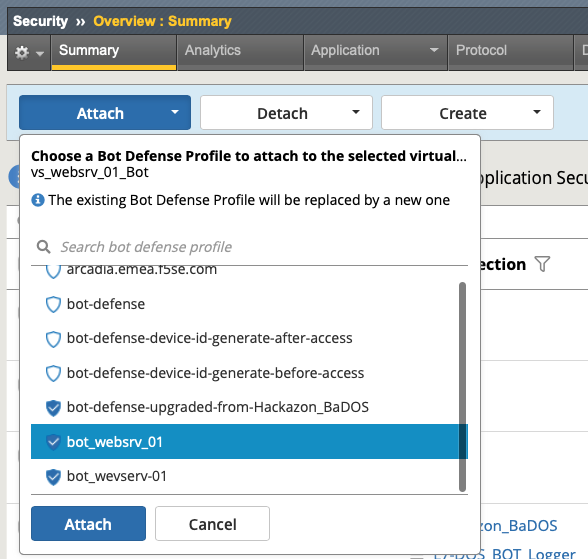 Security » Overview : Summary
Summary Analytics Application Protocol
Attach Detach Create
Choose a Bot Defense Profile to attach to the selected virtual...
vs_websrv_01_Bot
The existing Bot Defense Profile will be replaced by a new one
pplication Secu
Search bot defense profile
ection
arcadia.emea.f5se.com
bot-defense
bot-defense-device-id-generate-after-access
bot-defense-device-id-generate-before-access
bot-defense-upgraded-from-Hackazon_BaDOS
bot_websrv_01
bot_wevserv-01
Attach Cancel
zon_BaDOS
L7-DOS_BOT_Logger